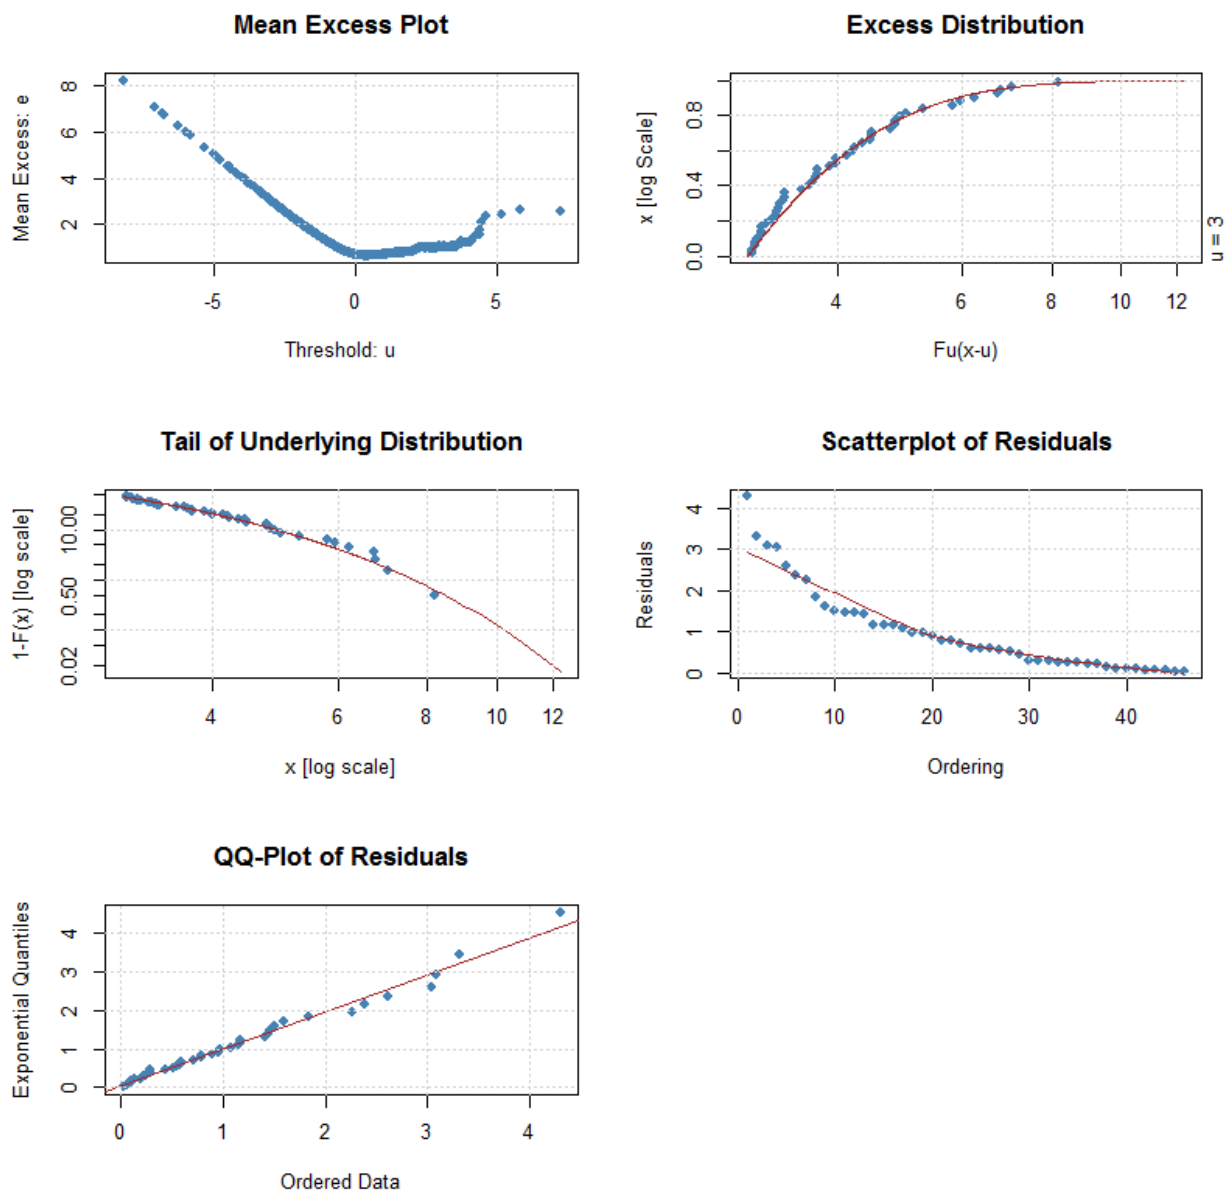 Mean Excess Plot
Mean Excess: e
8
6
4
2
-5 0 5
Threshold: u
Excess Distribution
x [log Scale]
0.8
0.4
0.0
4 6 8 10 12
Fu(x-u)
u = 3
Tail of Underlying Distribution
1-F(x) [log scale]
10.00
0.50
0.02
4 6 8 10 12
x [log scale]
Scatterplot of Residuals
Residuals
4
3
2
1
0
0 10 20 30 40
Ordering
QQ-Plot of Residuals
Exponential Quantiles
4
3
2
1
0
0 1 2 3 4
Ordered Data